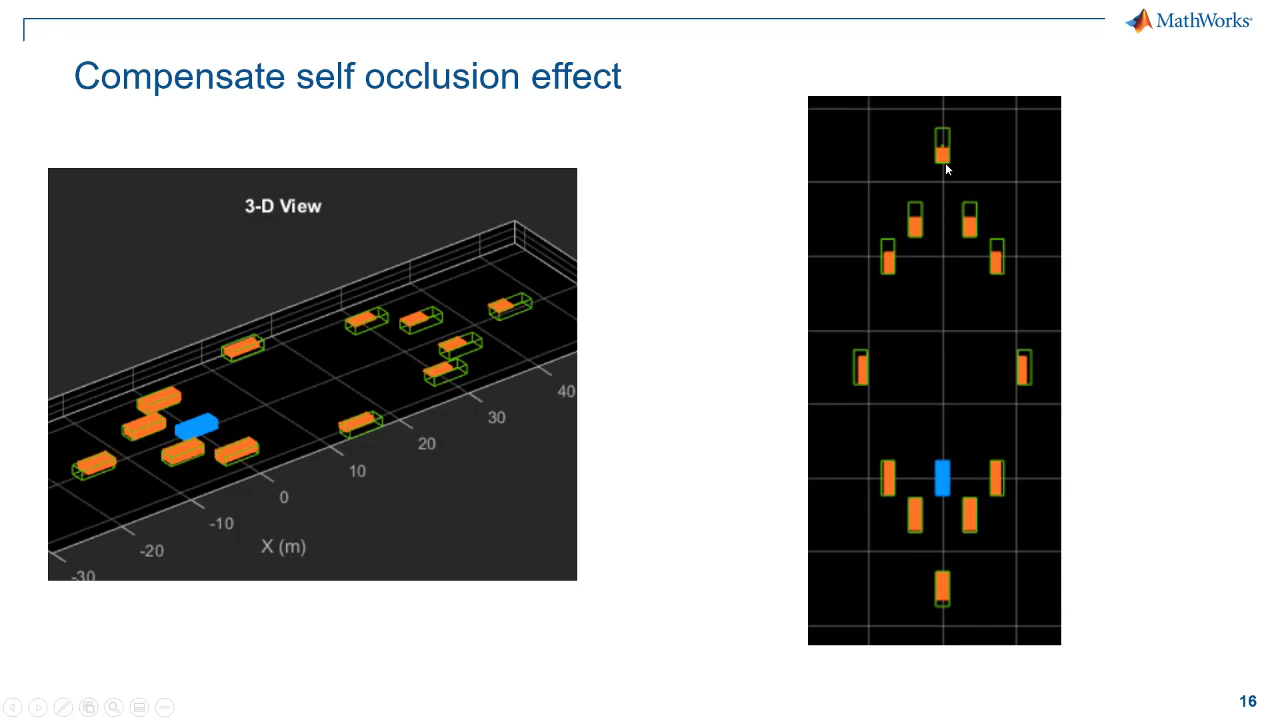 MathWorks®
Compensate self occlusion effect
3-D View
40
30
20
10
0
-10
-20
-30
X (m)
16